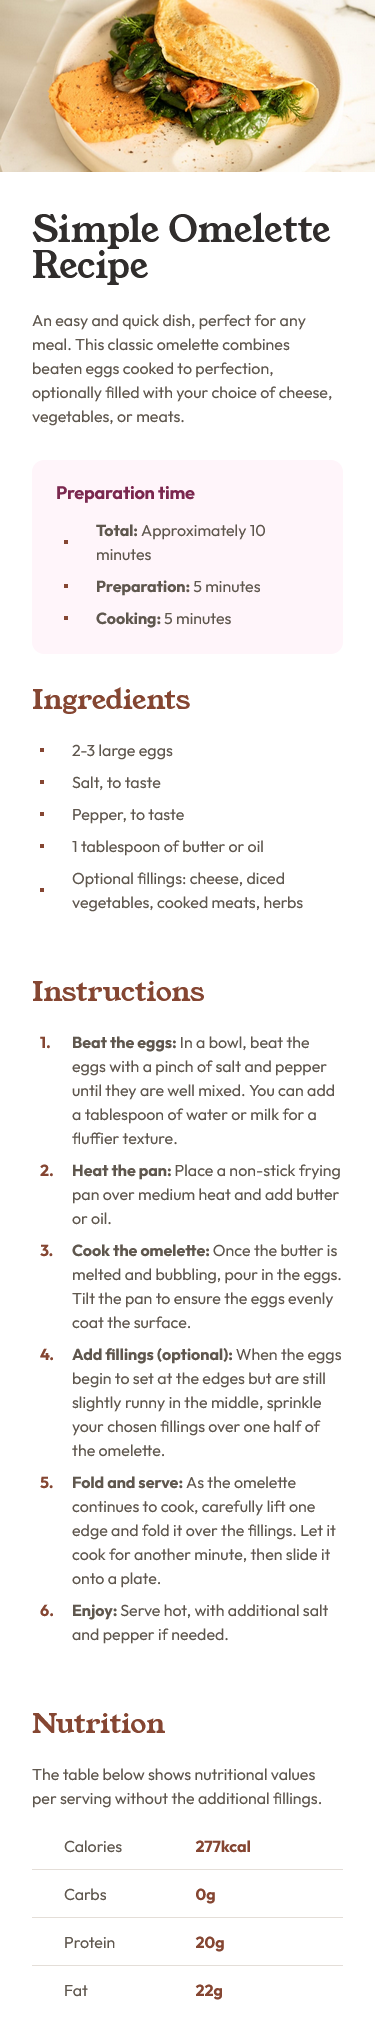 Simple Omelette
Recipe
An easy and quick dish, perfect for any
meal. This classic omelette combines
beaten eggs cooked to perfection,
optionally filled with your choice of cheese,
vegetables, or meats.
Preparation time
Total: Approximately 10
minutes
Preparation: 5 minutes
Cooking: 5 minutes
Ingredients
2-3 large eggs
Salt, to taste
Pepper, to taste
1 tablespoon of butter or oil
Optional fillings: cheese, diced
vegetables, cooked meats, herbs
Instructions
1. Beat the eggs: In a bowl, beat the
eggs with a pinch of salt and pepper
until they are well mixed. You can add
a tablespoon of water or milk for a
fluffier texture.
2. Heat the pan: Place a non-stick frying
pan over medium heat and add butter
or oil.
3. Cook the omelette: Once the butter is
melted and bubbling, pour in the eggs.
Tilt the pan to ensure the eggs evenly
coat the surface.
4. Add fillings (optional): When the eggs
begin to set at the edges but are still
slightly runny in the middle, sprinkle
your chosen fillings over one half of
the omelette.
5. Fold and serve: As the omelette
continues to cook, carefully lift one
edge and fold it over the fillings. Let it
cook for another minute, then slide it
onto a plate.
6. Enjoy: Serve hot, with additional salt
and pepper if needed.
Nutrition
The table below shows nutritional values
per serving without the additional fillings.
Calories 277kcal
Carbs 0g
Protein 20g
Fat 22g